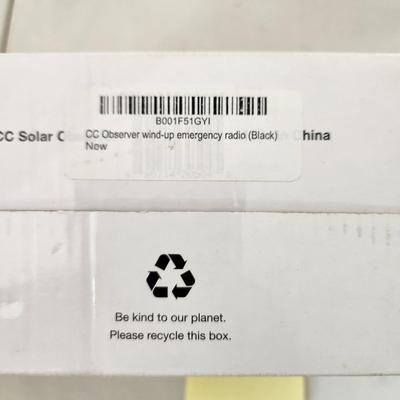 B001F51GYI
CC Solar O
CC Observer wind-up emergency radio (Black)
New
n China
Be kind to our planet.
Please recycle this box.